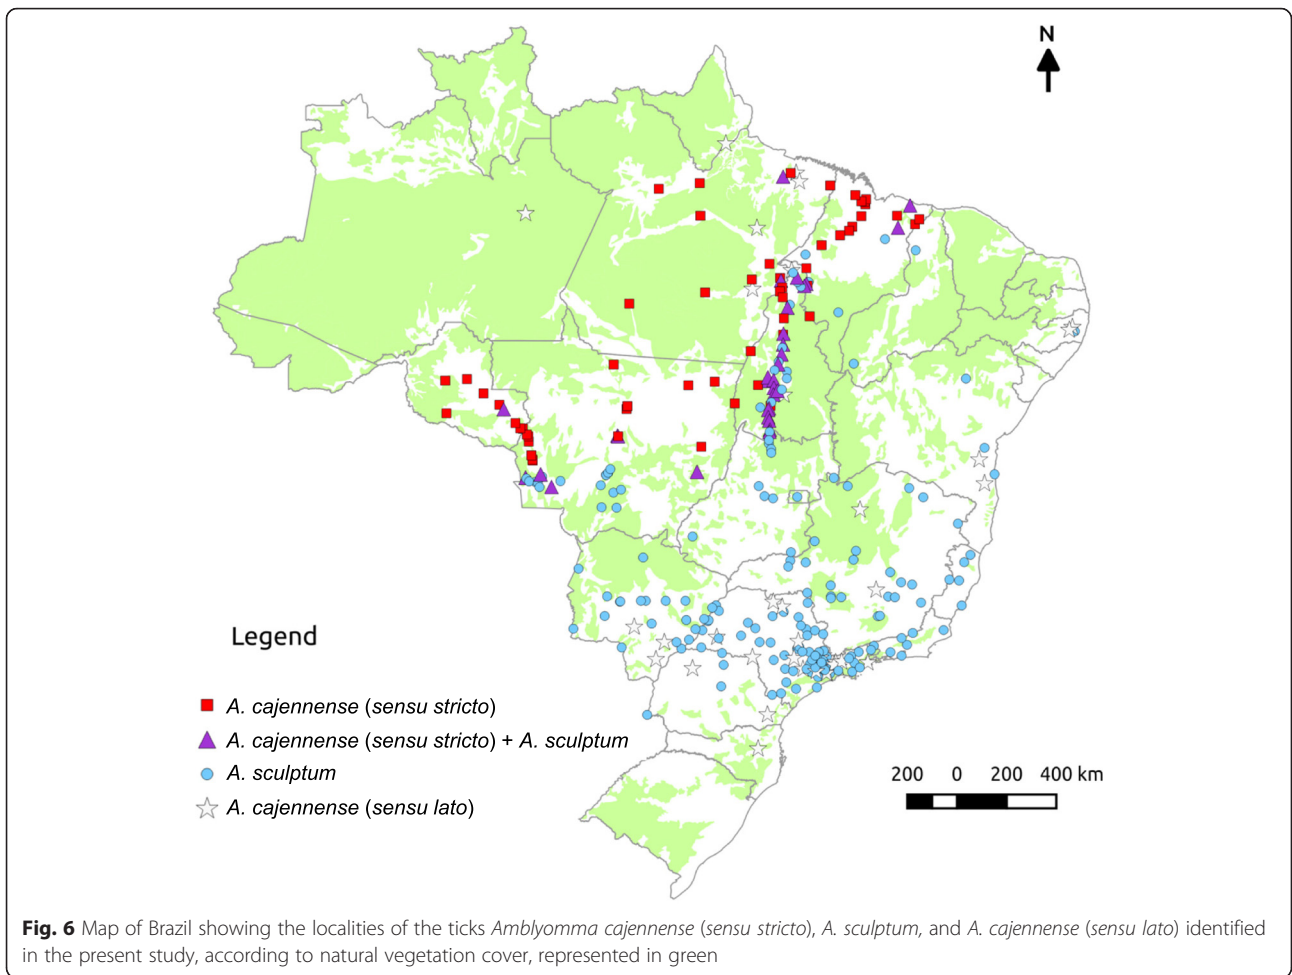 N
Legend
A. cajennense (sensu stricto)
A. cajennense (sensu stricto) + A. sculptum
A. sculptum
A. cajennense (sensu lato)
200 0 200 400 km
Fig. 6 Map of Brazil showing the localities of the ticks Amblyomma cajennense (sensu stricto), A. sculptum, and A. cajennense (sensu lato) identified
in the present study, according to natural vegetation cover, represented in green